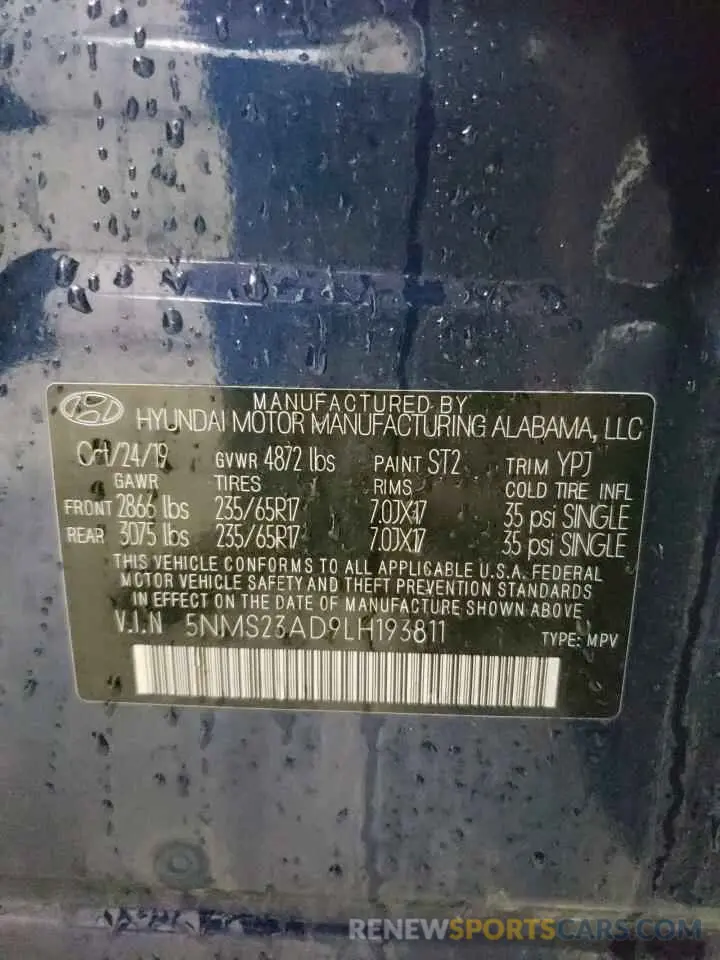 MANUFACTURED BY
HYUNDAI MOTOR MANUFACTURING ALABAMA, LLC
/24/19 GVWR 4872 lbs PAINT ST2 TRIM YPJ
GAWR TIRES RIMS COLD TIRE INFL
FRONT 2866 lbs 235/65R17 7.0JX17 35 psi SINGLE
REAR 3075 lbs 235/65R17 7.0JX17 35 psi SINGLE
THIS VEHICLE CONFORMS TO ALL APPLICABLE U.S.A. FEDERAL
MOTOR VEHICLE SAFETY AND THEFT PREVENTION STANDARDS
IN EFFECT ON THE DATE OF MANUFACTURE SHOWN ABOVE
V.I.N 5NMS23AD9LH193811 TYPE: MPV
RENEWSPORTSCARS.COM